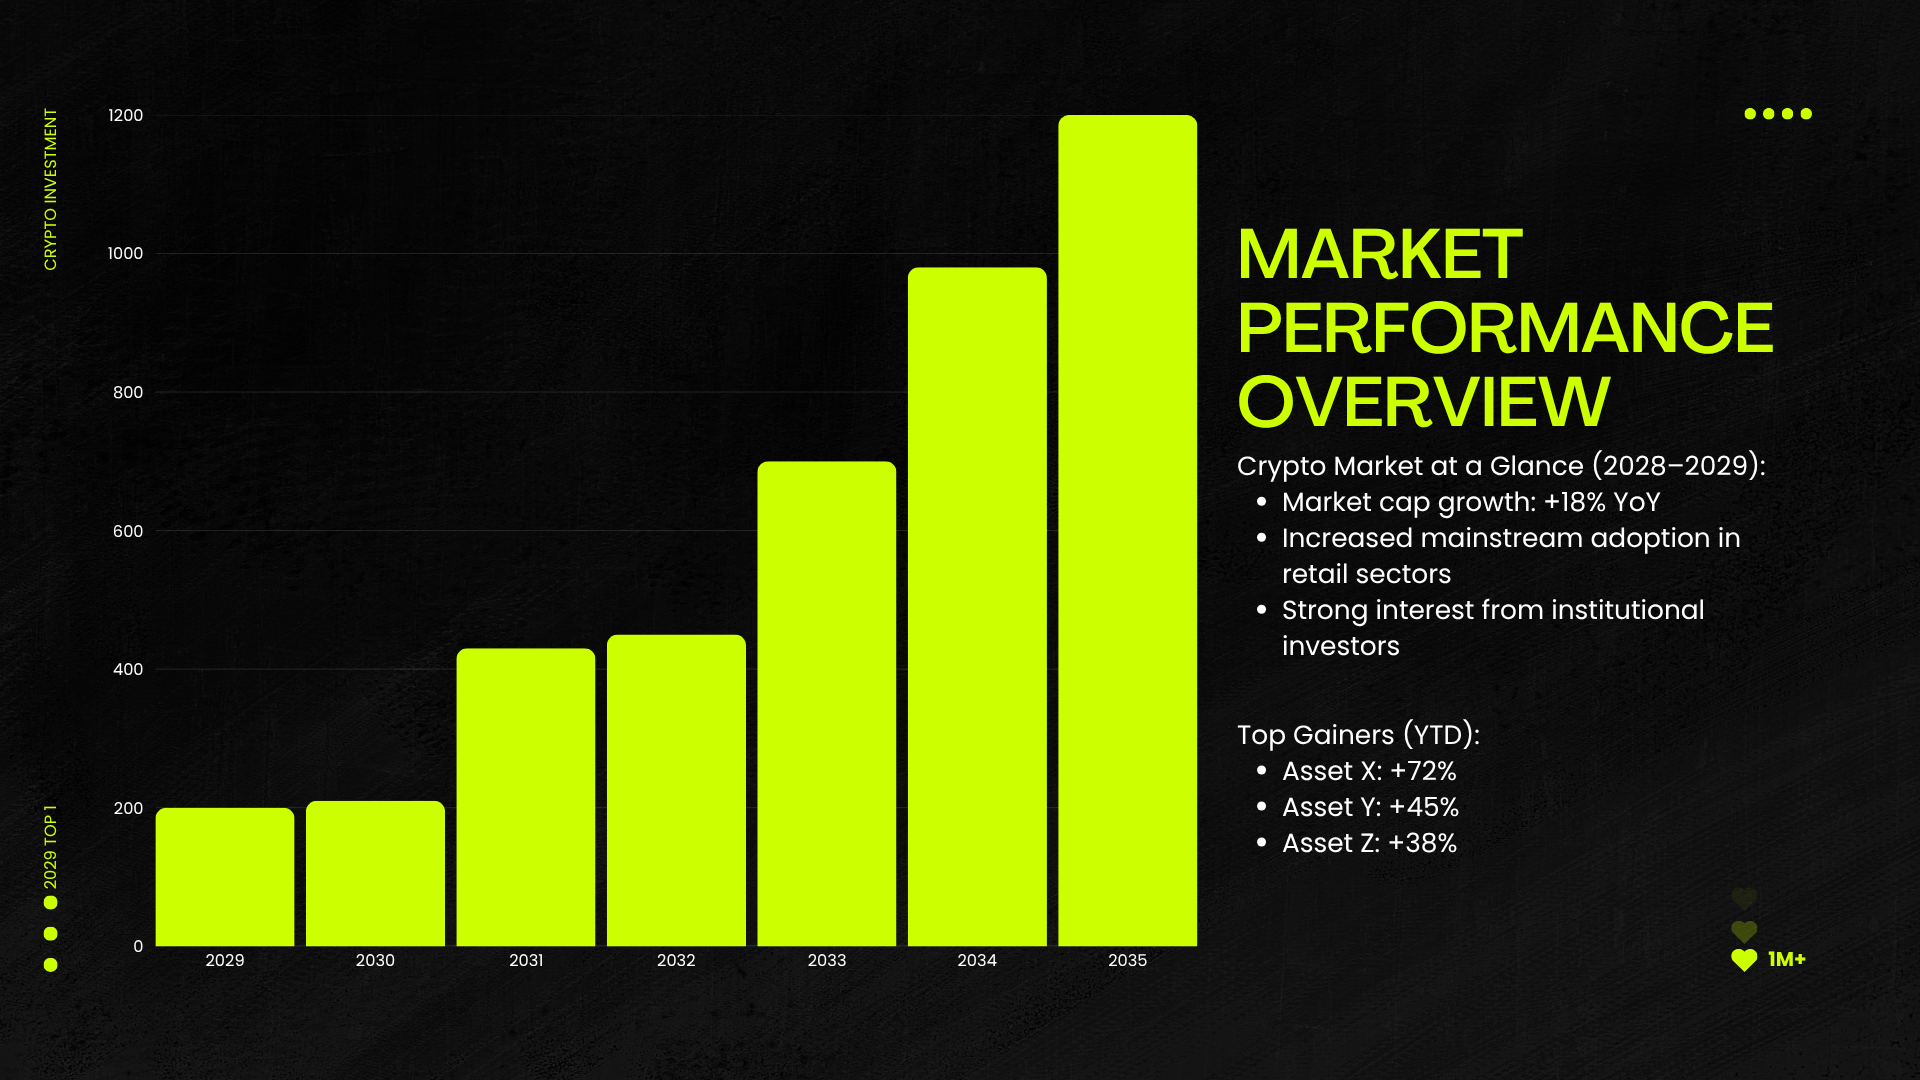 CRYPTO INVESTMENT
2029 TOP 1
1200
1000
800
600
400
200
0
2029
2030
2031
2032
2033
2034
2035
MARKET
PERFORMANCE
OVERVIEW
Crypto Market at a Glance (2028–2029):
• Market cap growth: +18% YoY
• Increased mainstream adoption in
retail sectors
• Strong interest from institutional
investors
Top Gainers (YTD):
• Asset X: +72%
• Asset Y: +45%
• Asset Z: +38%
1M+